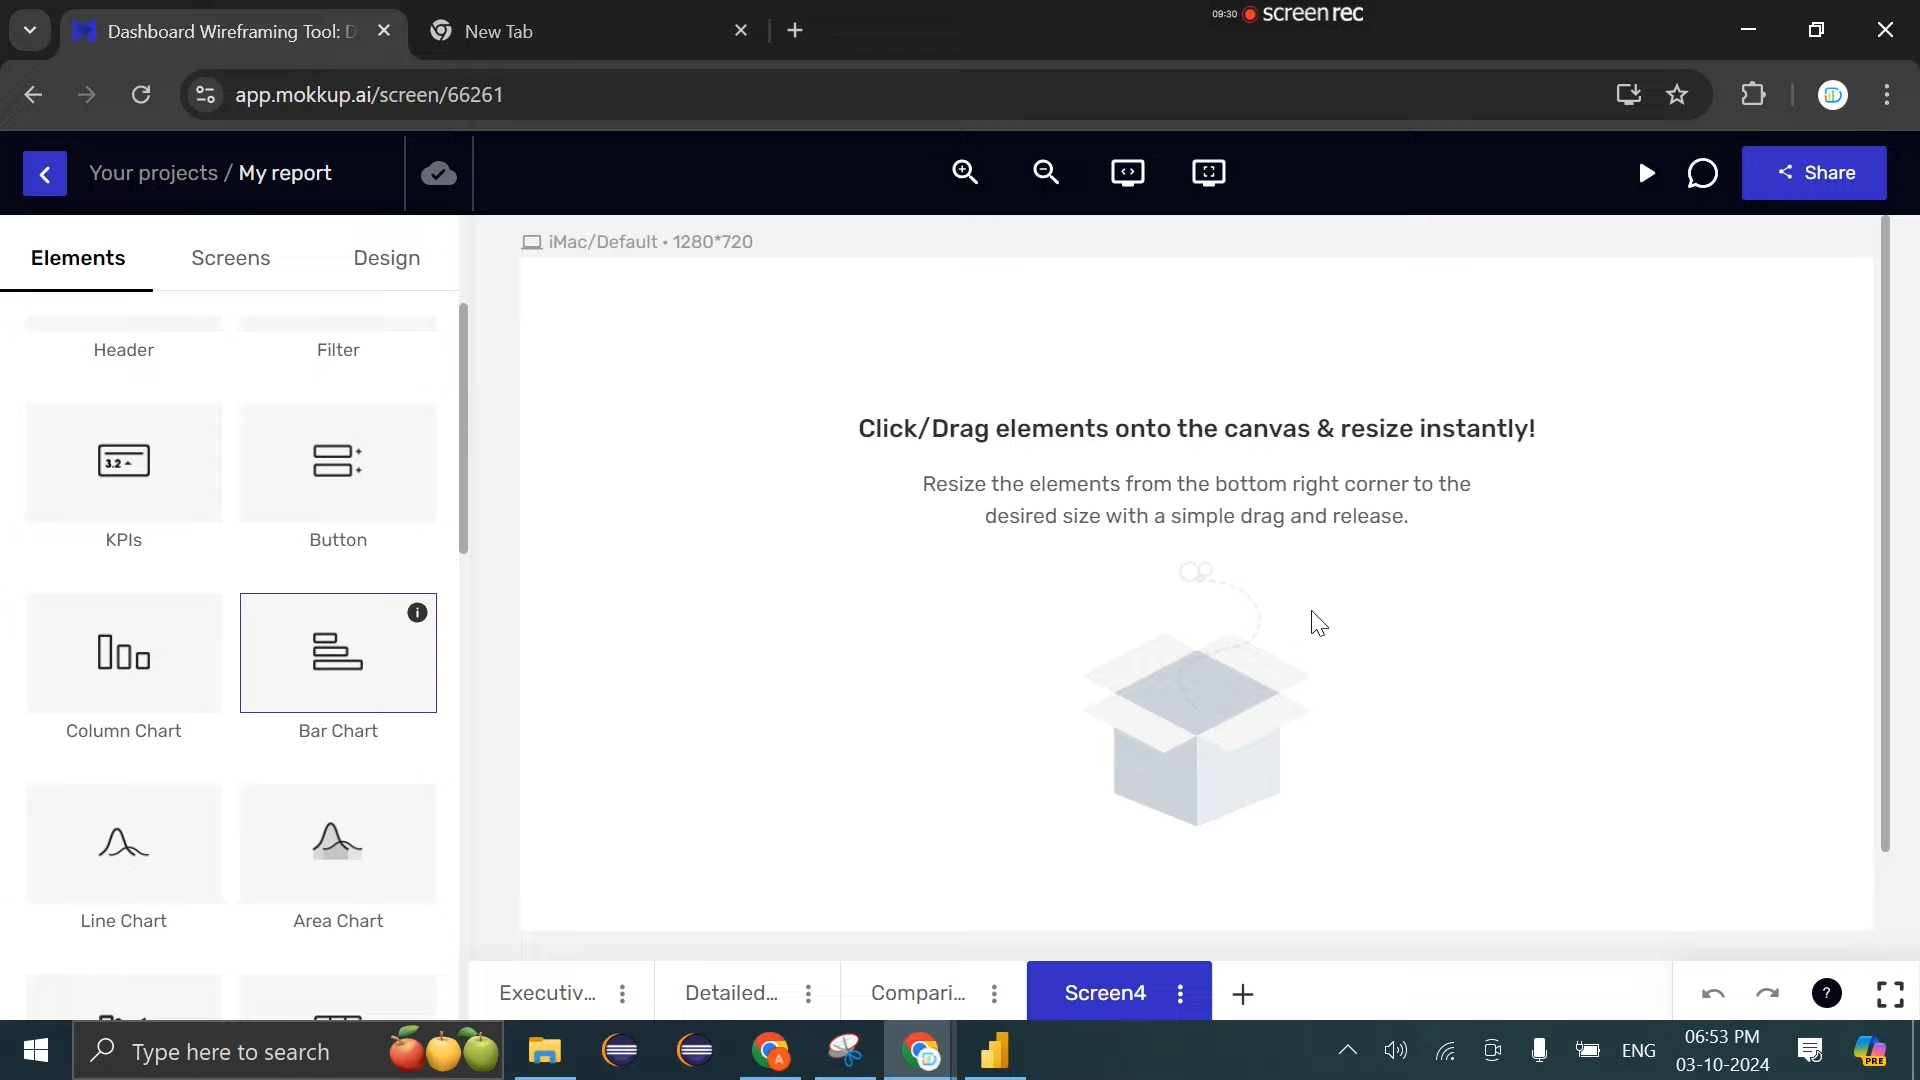 09:30 screenrec
Dashboard Wireframing Tool: D
New Tab
app.mokkup.ai/screen/66261
Your projects / My report
Share
Elements
Screens
Design
iMac/Default • 1280*720
Header
Filter
3.2
KPIs
Button
Column Chart
Bar Chart
Line Chart
Area Chart
Click/Drag elements onto the canvas & resize instantly!
Resize the elements from the bottom right corner to the
desired size with a simple drag and release.
Executiv...
Detailed...
Compari...
Screen4
Type here to search
ENG
06:53 PM
03-10-2024
PRE